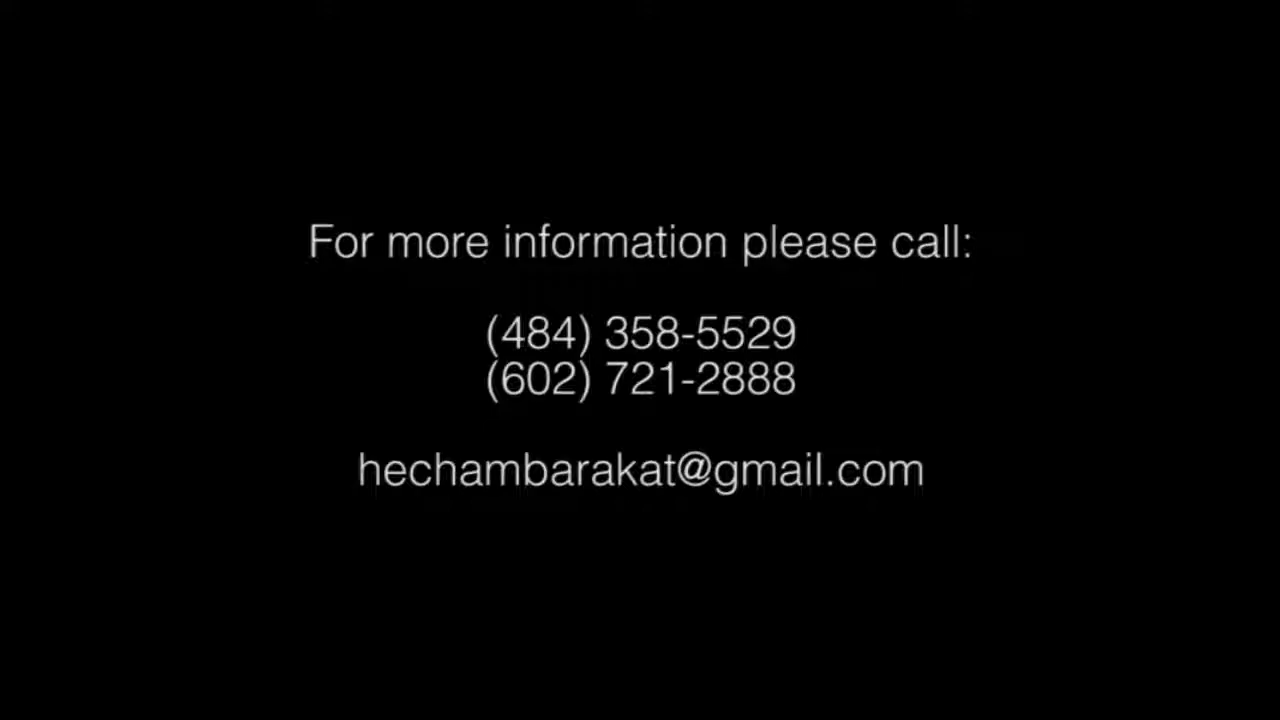 For more information please call:
(484) 358-5529
(602) 721-2888
hechambarakat@gmail.com